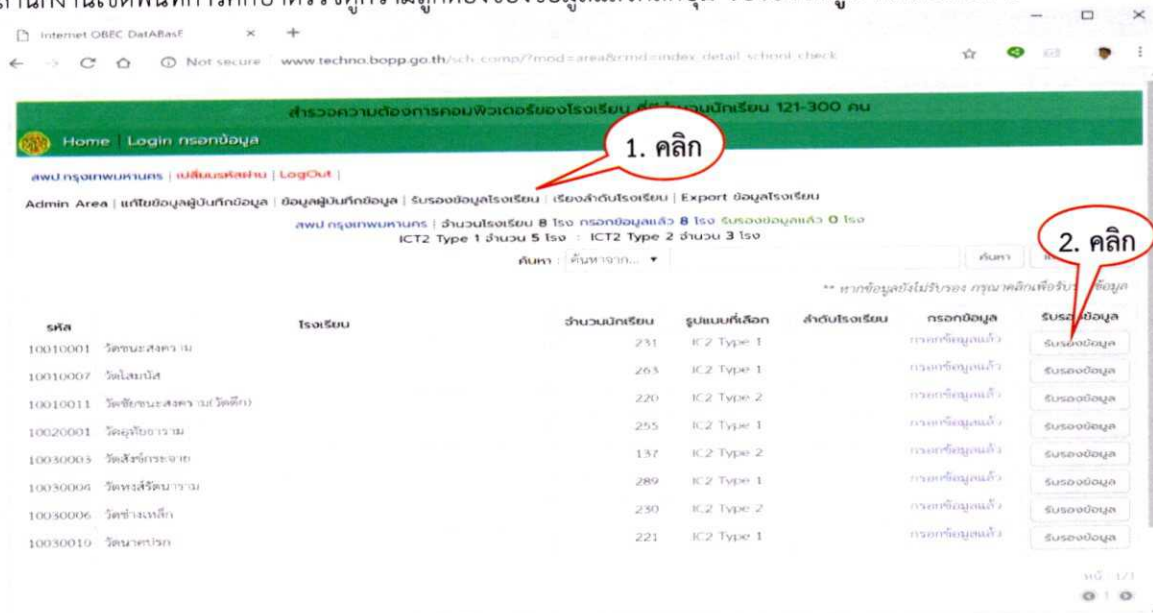 Internet OBEC DatABasE
Not secure www.techno.bopp.go.th/sch_comp/?mod=area&cmd=index_detail_school_check
สำรวจความต้องการคอมพิวเตอร์ของโรงเรียน ที่มีจำนวนนักเรียน 121-300 คน
Home | Login กรอกข้อมูล
1. คลิก
สพป.กรุงเทพมหานคร | เปลี่ยนรหัสผ่าน | LogOut |
Admin Area | แก้ไขข้อมูลผู้บันทึกข้อมูล | ข้อมูลผู้บันทึกข้อมูล | รับรองข้อมูลโรงเรียน | เรียงลำดับโรงเรียน | Export ข้อมูลโรงเรียน
สพป.กรุงเทพมหานคร | จำนวนโรงเรียน 8 โรง กรอกข้อมูลแล้ว 8 โรง รับรองข้อมูลแล้ว 0 โรง
ICT2 Type 1 จำนวน 5 โรง : ICT2 Type 2 จำนวน 3 โรง
2. คลิก
ค้นหา : ค้นหาจาก... ค้นหา
** หากข้อมูลยังไม่รับรอง กรุณาคลิกเพื่อรับรองข้อมูล
รหัส โรงเรียน จำนวนนักเรียน รูปแบบที่เลือก ลำดับโรงเรียน กรอกข้อมูล รับรองข้อมูล
10010001 วัดชนะสงคราม 231 IC2 Type 1 กรอกข้อมูลแล้ว รับรองข้อมูล
10010007 วัดโสมนัส 263 IC2 Type 1 กรอกข้อมูลแล้ว รับรองข้อมูล
10010011 วัดชัยชนะสงคราม(วัดตึก) 220 IC2 Type 2 กรอกข้อมูลแล้ว รับรองข้อมูล
10020001 วัดอุทัยธาราม 255 IC2 Type 1 กรอกข้อมูลแล้ว รับรองข้อมูล
10030003 วัดสังข์กระจาย 137 IC2 Type 2 กรอกข้อมูลแล้ว รับรองข้อมูล
10030004 วัดหงส์รัตนาราม 289 IC2 Type 1 กรอกข้อมูลแล้ว รับรองข้อมูล
10030006 วัดช่างเหล็ก 230 IC2 Type 2 กรอกข้อมูลแล้ว รับรองข้อมูล
10030010 วัดนาคปรก 221 IC2 Type 1 กรอกข้อมูลแล้ว รับรองข้อมูล
หน้า 1/1